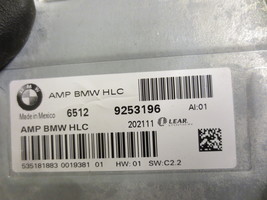 BMW
AMP BMW HLC
Made in Mexico 6512 9253196 AI:01
AMP BMW HLC 202111 LEAR
535181883 0019381 01 HW:01 SW:C2.2